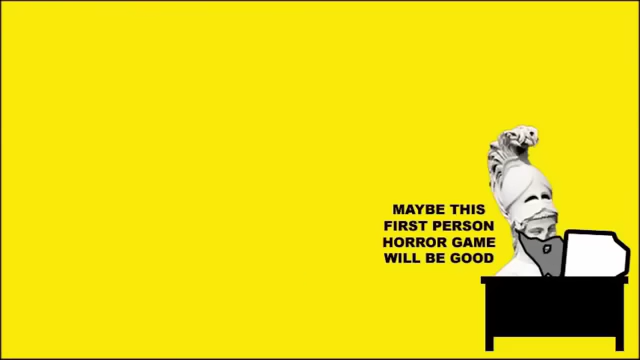 MAYBE THIS
FIRST PERSON
HORROR GAME
WILL BE GOOD